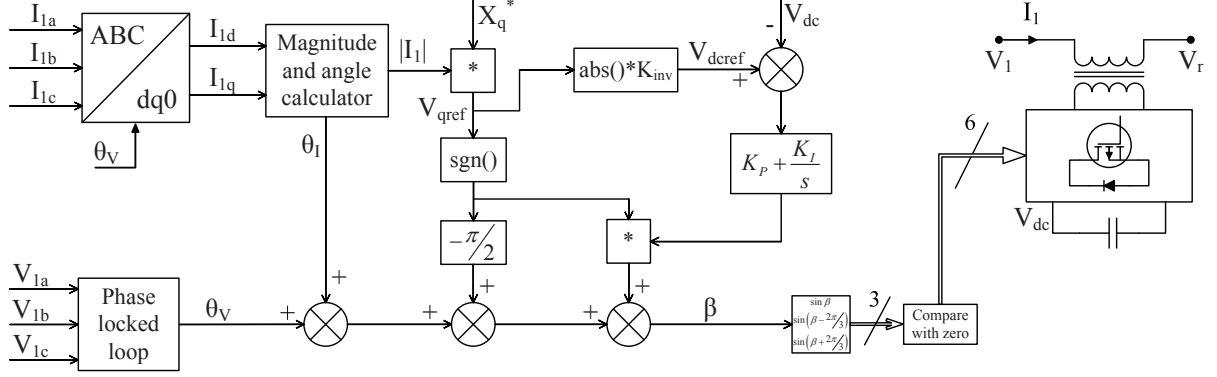 I1a
I1b
I1c
ABC
dq0
θV
I1d
I1q
Magnitude
and angle
calculator
|I1|
θI
Xq*
*
Vqref
sgn()
−π/2
abs()*Kinv
Vdcref
+
-
Vdc
KP + KI/s
*
V1a
V1b
V1c
Phase
locked
loop
θV
+
+
+
+
+
+
β
sin β
sin(β − 2π/3)
sin(β + 2π/3)
3
Compare
with zero
6
I1
V1
Vr
Vdc